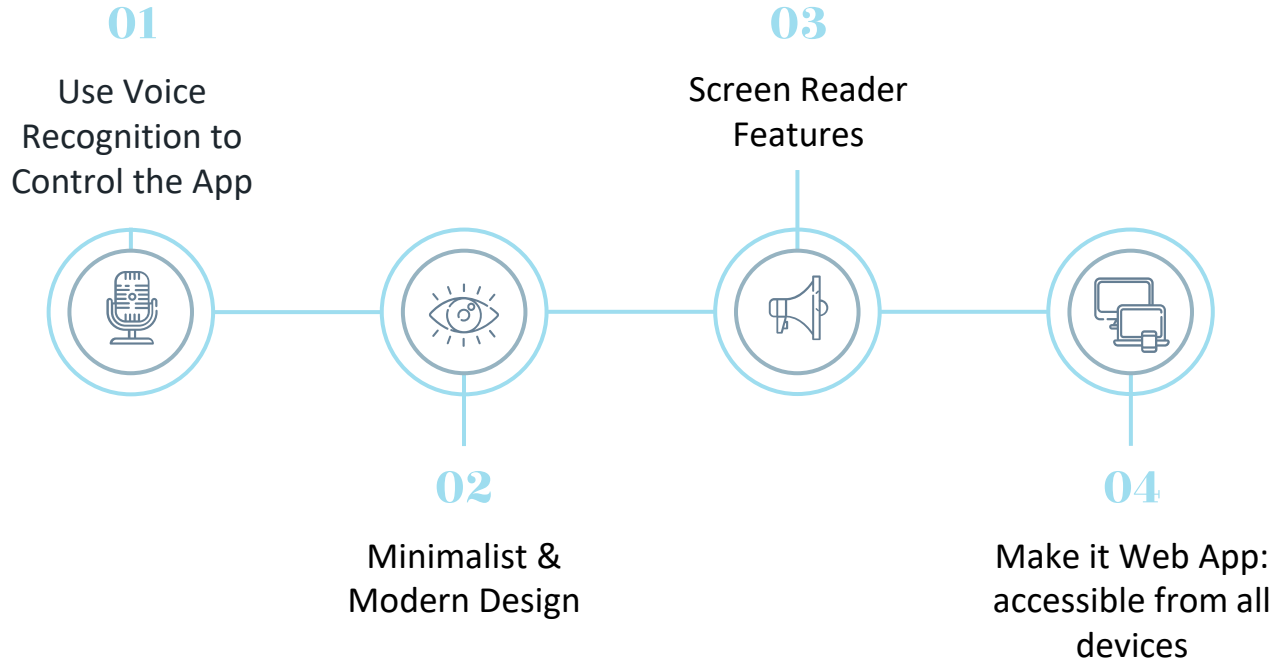 01
Use Voice
Recognition to
Control the App
02
Minimalist &
Modern Design
03
Screen Reader
Features
04
Make it Web App:
accessible from all
devices